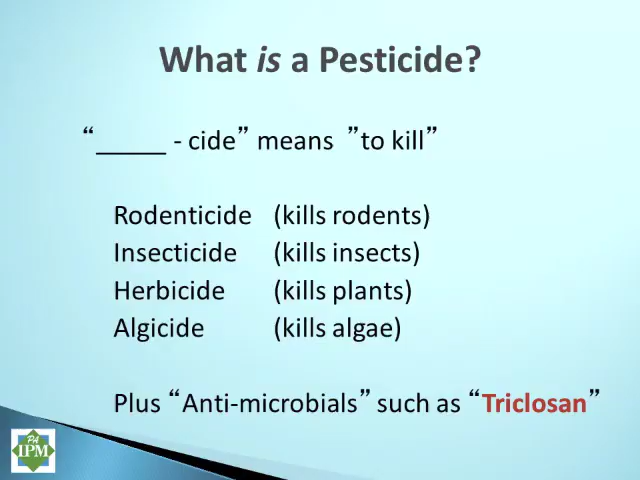 What is a Pesticide?
“_____ - cide” means ”to kill”
Rodenticide (kills rodents)
Insecticide (kills insects)
Herbicide (kills plants)
Algicide (kills algae)
Plus “Anti-microbials” such as “Triclosan”
PA
IPM